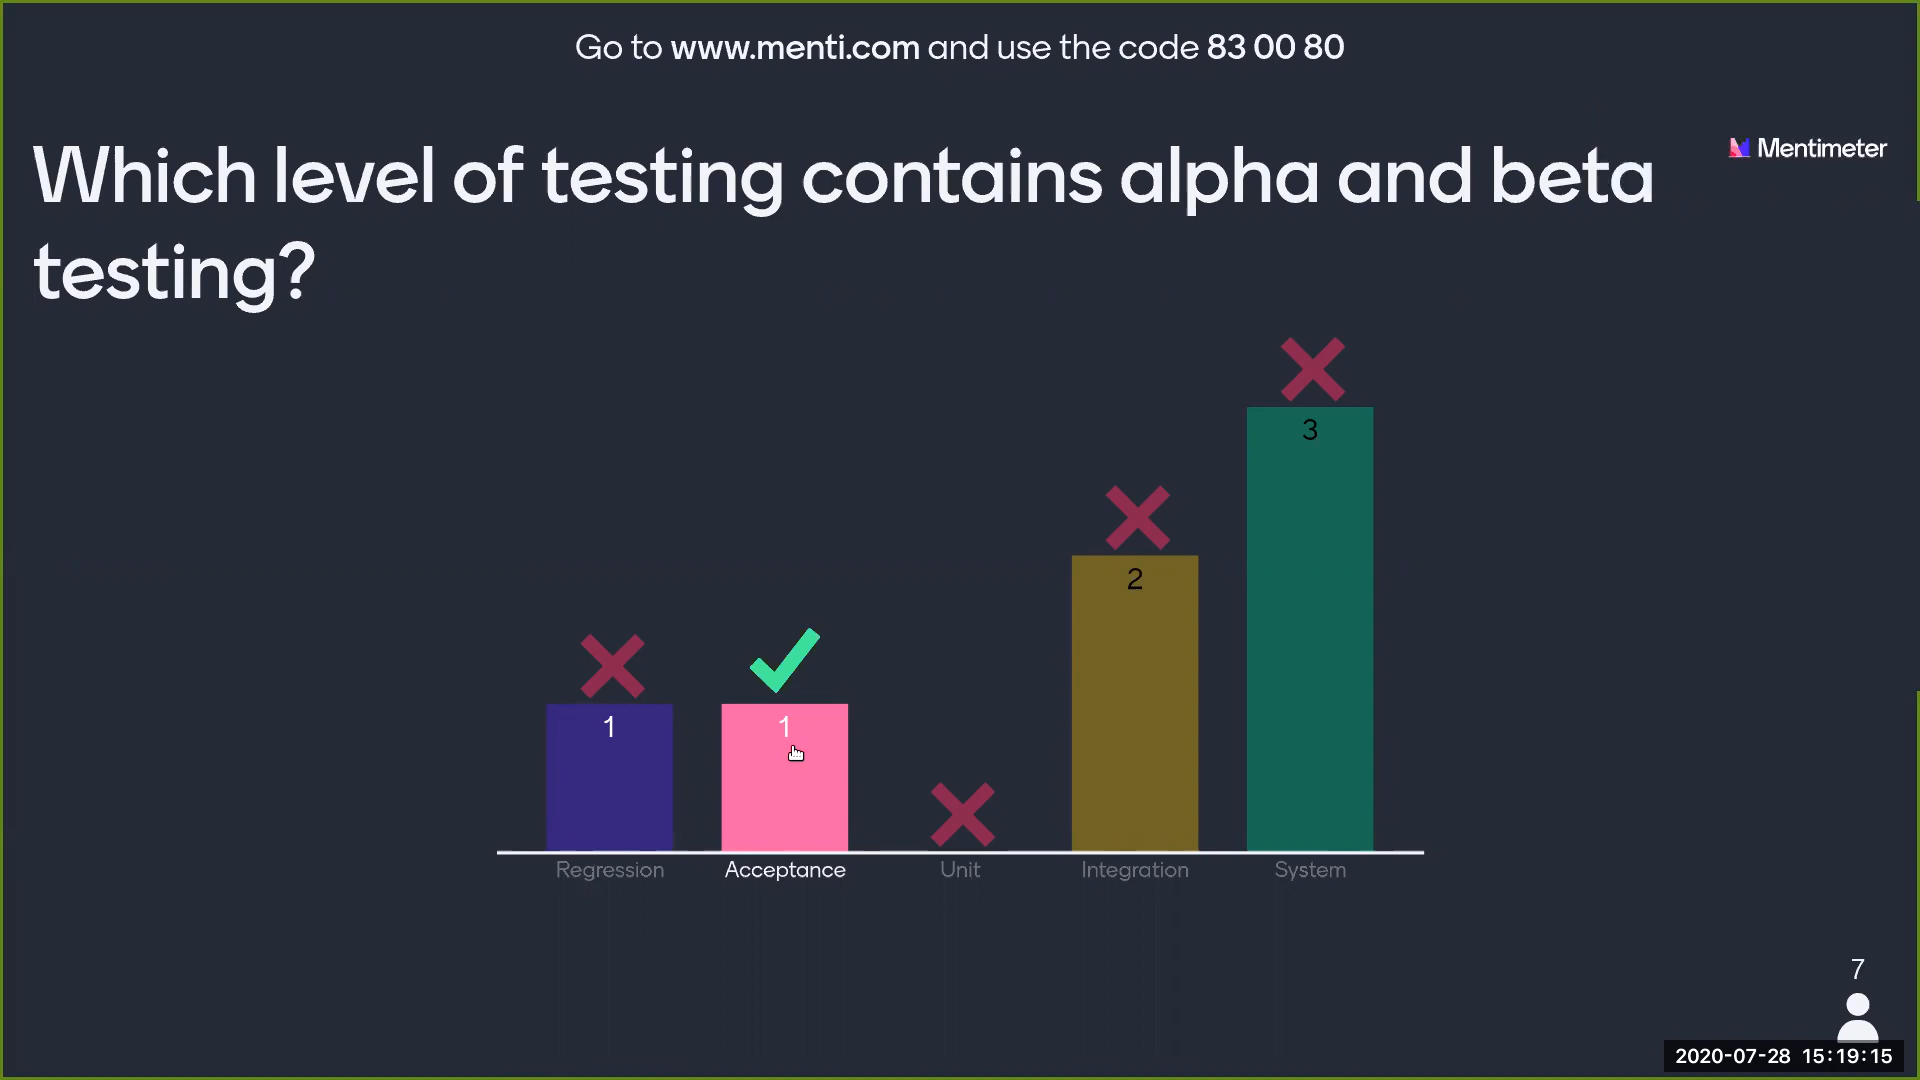 Go to www.menti.com and use the code 83 00 80
Mentimeter
Which level of testing contains alpha and beta
testing?
3
2
1
1
Regression
Acceptance
Unit
Integration
System
7
2020-07-28 15:19:15